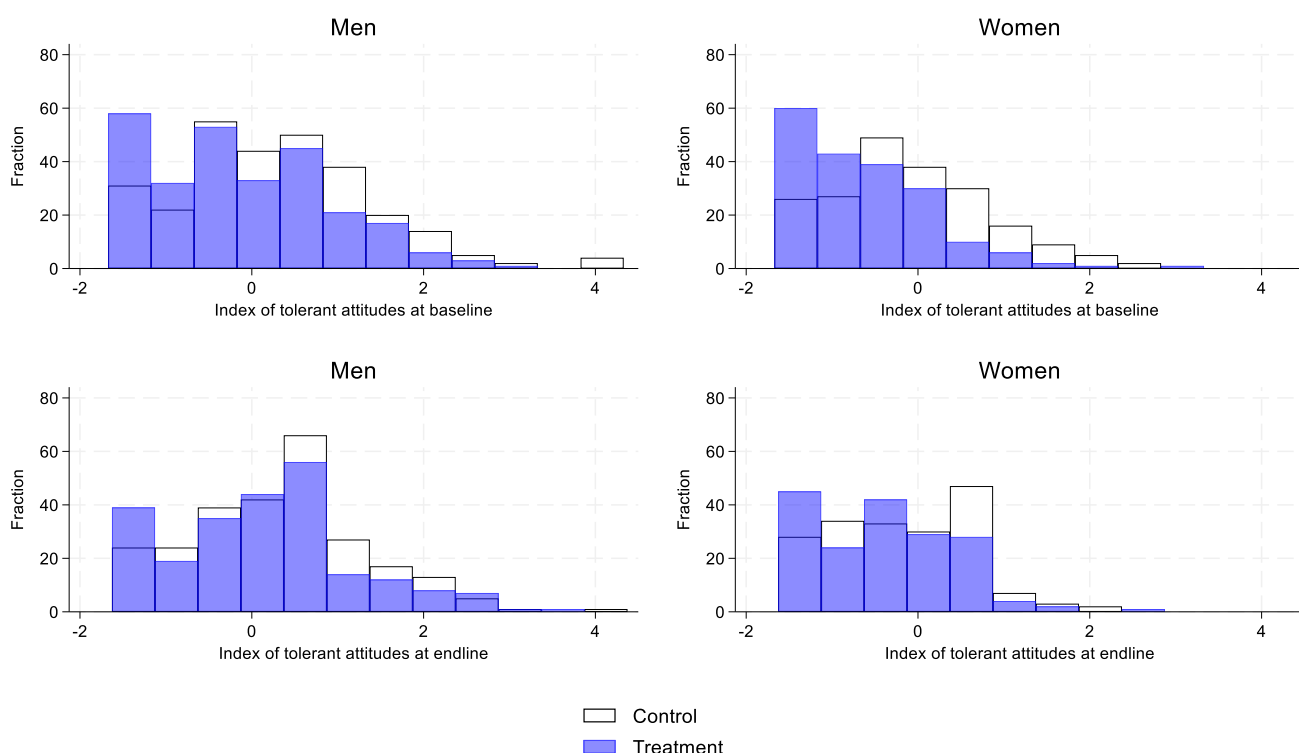 Men
Women
80
60
40
20
0
Fraction
-2
0
2
4
Index of tolerant attitudes at baseline
80
60
40
20
0
Fraction
-2
0
2
4
Index of tolerant attitudes at baseline
Men
Women
80
60
40
20
0
Fraction
-2
0
2
4
Index of tolerant attitudes at endline
80
60
40
20
0
Fraction
-2
0
2
4
Index of tolerant attitudes at endline
Control
Treatment